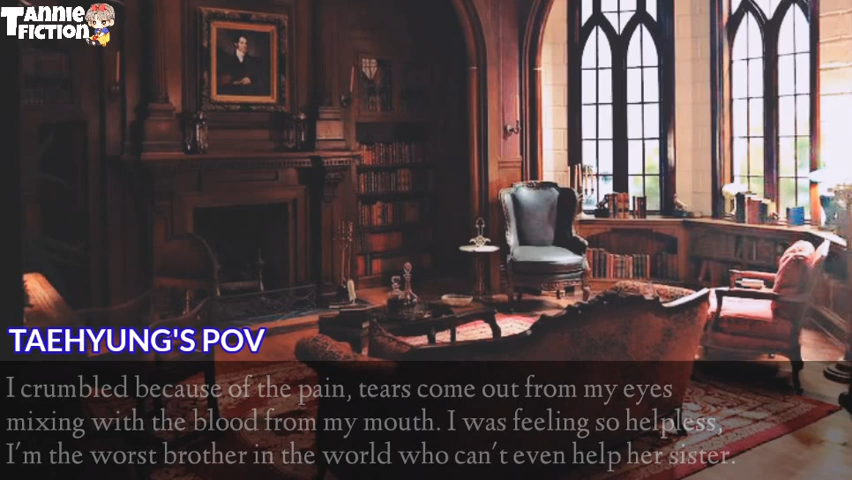 TANNIE
FICTION
TAEHYUNG'S POV
I crumbled because of the pain, tears come out from my eyes
mixing with the blood from my mouth. I was feeling so helpless,
I'm the worst brother in the world who can't even help her sister.